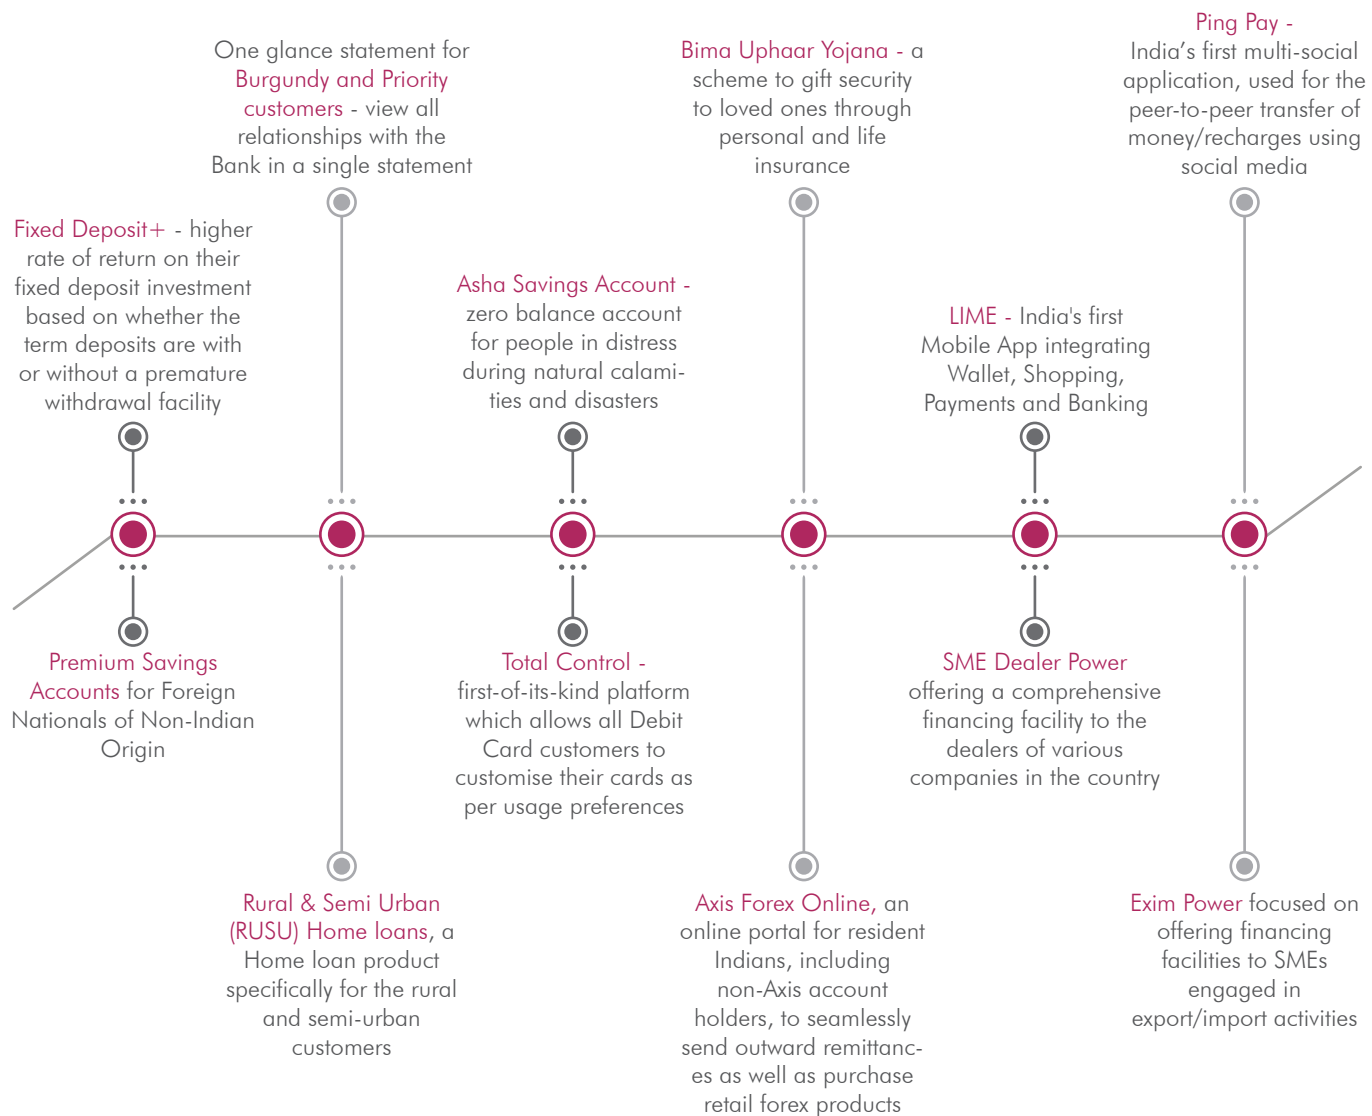 Fixed Deposit+ - higher
rate of return on their
fixed deposit investment
based on whether the
term deposits are with
or without a premature
withdrawal facility
One glance statement for
Burgundy and Priority
customers - view all
relationships with the
Bank in a single statement
Asha Savings Account -
zero balance account
for people in distress
during natural calami-
ties and disasters
Bima Uphaar Yojana - a
scheme to gift security
to loved ones through
personal and life
insurance
LIME - India's first
Mobile App integrating
Wallet, Shopping,
Payments and Banking
Ping Pay -
India’s first multi-social
application, used for the
peer-to-peer transfer of
money/recharges using
social media
Premium Savings
Accounts for Foreign
Nationals of Non-Indian
Origin
Rural & Semi Urban
(RUSU) Home loans, a
Home loan product
specifically for the rural
and semi-urban
customers
Total Control -
first-of-its-kind platform
which allows all Debit
Card customers to
customise their cards as
per usage preferences
Axis Forex Online, an
online portal for resident
Indians, including
non-Axis account
holders, to seamlessly
send outward remittanc-
es as well as purchase
retail forex products
SME Dealer Power
offering a comprehensive
financing facility to the
dealers of various
companies in the country
Exim Power focused on
offering financing
facilities to SMEs
engaged in
export/import activities